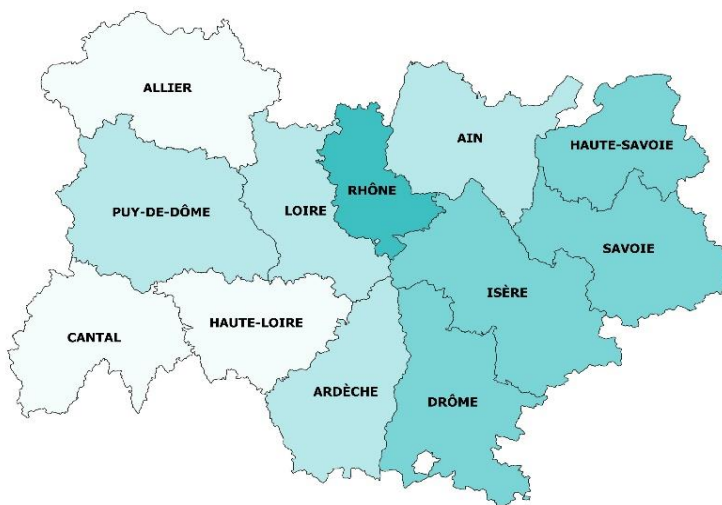 ALLIER
AIN
HAUTE-SAVOIE
RHÔNE
PUY-DE-DÔME
LOIRE
SAVOIE
ISÈRE
HAUTE-LOIRE
CANTAL
ARDÈCHE
DRÔME